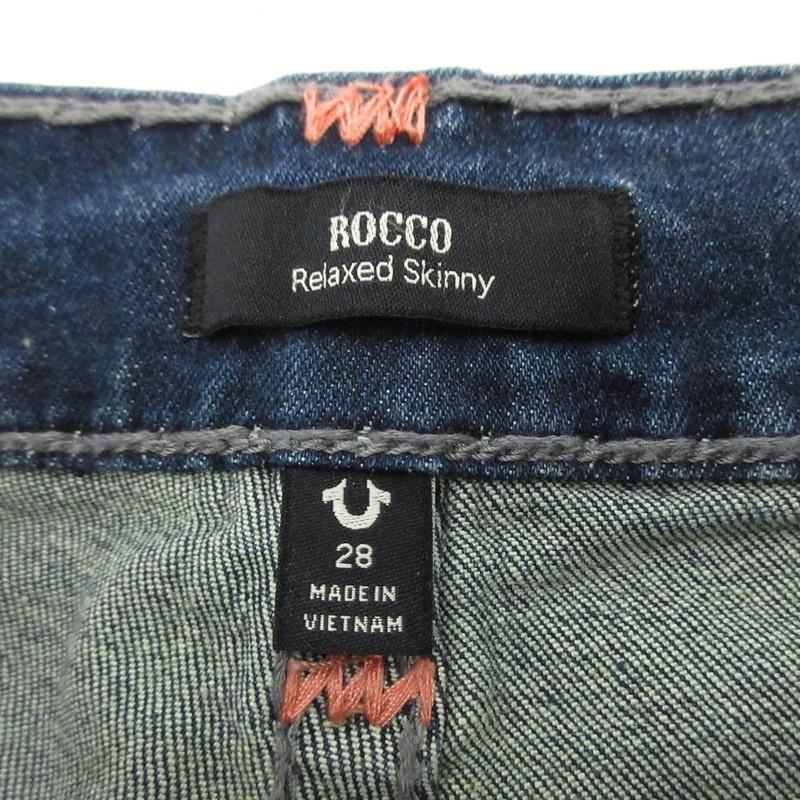 ROCCO
Relaxed Skinny
28
MADE IN
VIETNAM